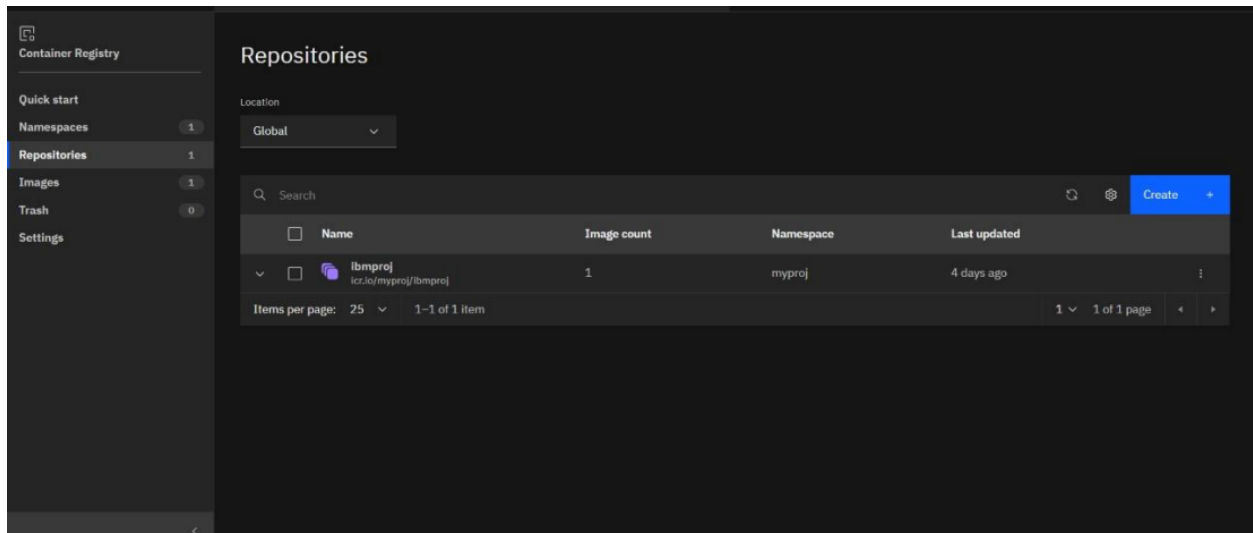 Container Registry
Quick start
Namespaces 1
Repositories 1
Images 1
Trash 0
Settings
Repositories
Location
Global
Search
Create +
Name Image count Namespace Last updated
ibmproj 1 myproj 4 days ago
icr.io/myproj/ibmproj
Items per page: 25 1–1 of 1 item 1 1 of 1 page